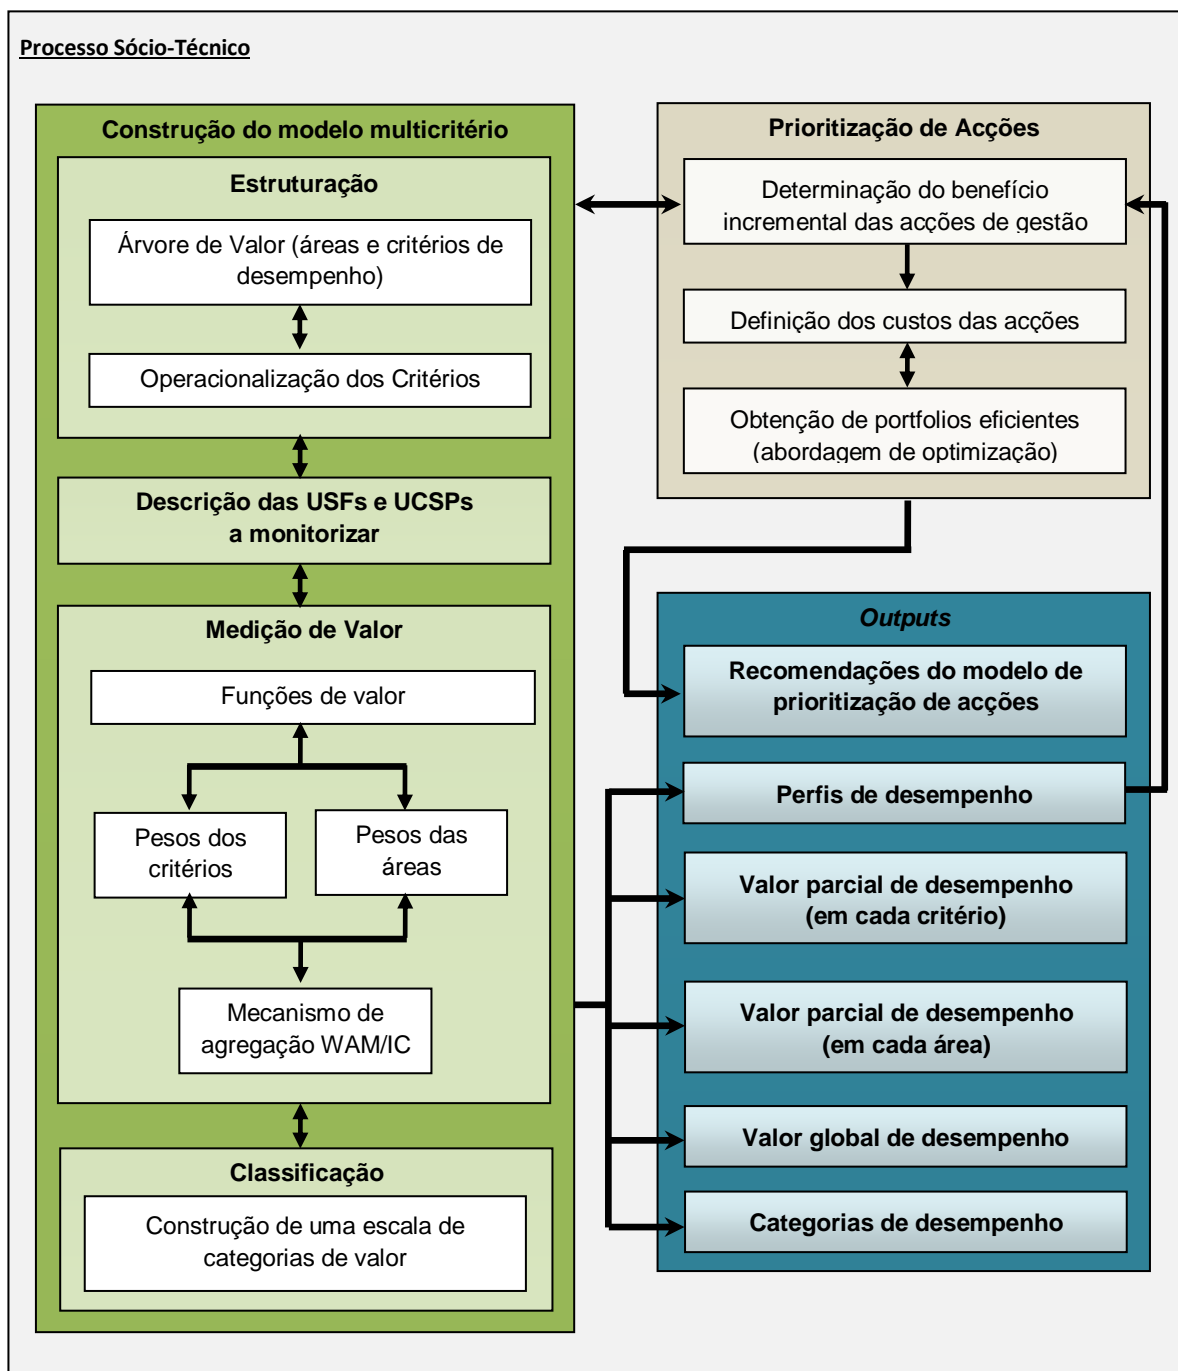 Processo Sócio-Técnico
Construção do modelo multicritério
Estruturação
Árvore de Valor (áreas e critérios de
desempenho)
Operacionalização dos Critérios
Descrição das USFs e UCSPs
a monitorizar
Medição de Valor
Funções de valor
Pesos dos
critérios
Pesos das
áreas
Mecanismo de
agregação WAM/IC
Classificação
Construção de uma escala de
categorias de valor
Prioritização de Acções
Determinação do benefício
incremental das acções de gestão
Definição dos custos das acções
Obtenção de portfolios eficientes
(abordagem de optimização)
Outputs
Recomendações do modelo de
prioritização de acções
Perfis de desempenho
Valor parcial de desempenho
(em cada critério)
Valor parcial de desempenho
(em cada área)
Valor global de desempenho
Categorias de desempenho